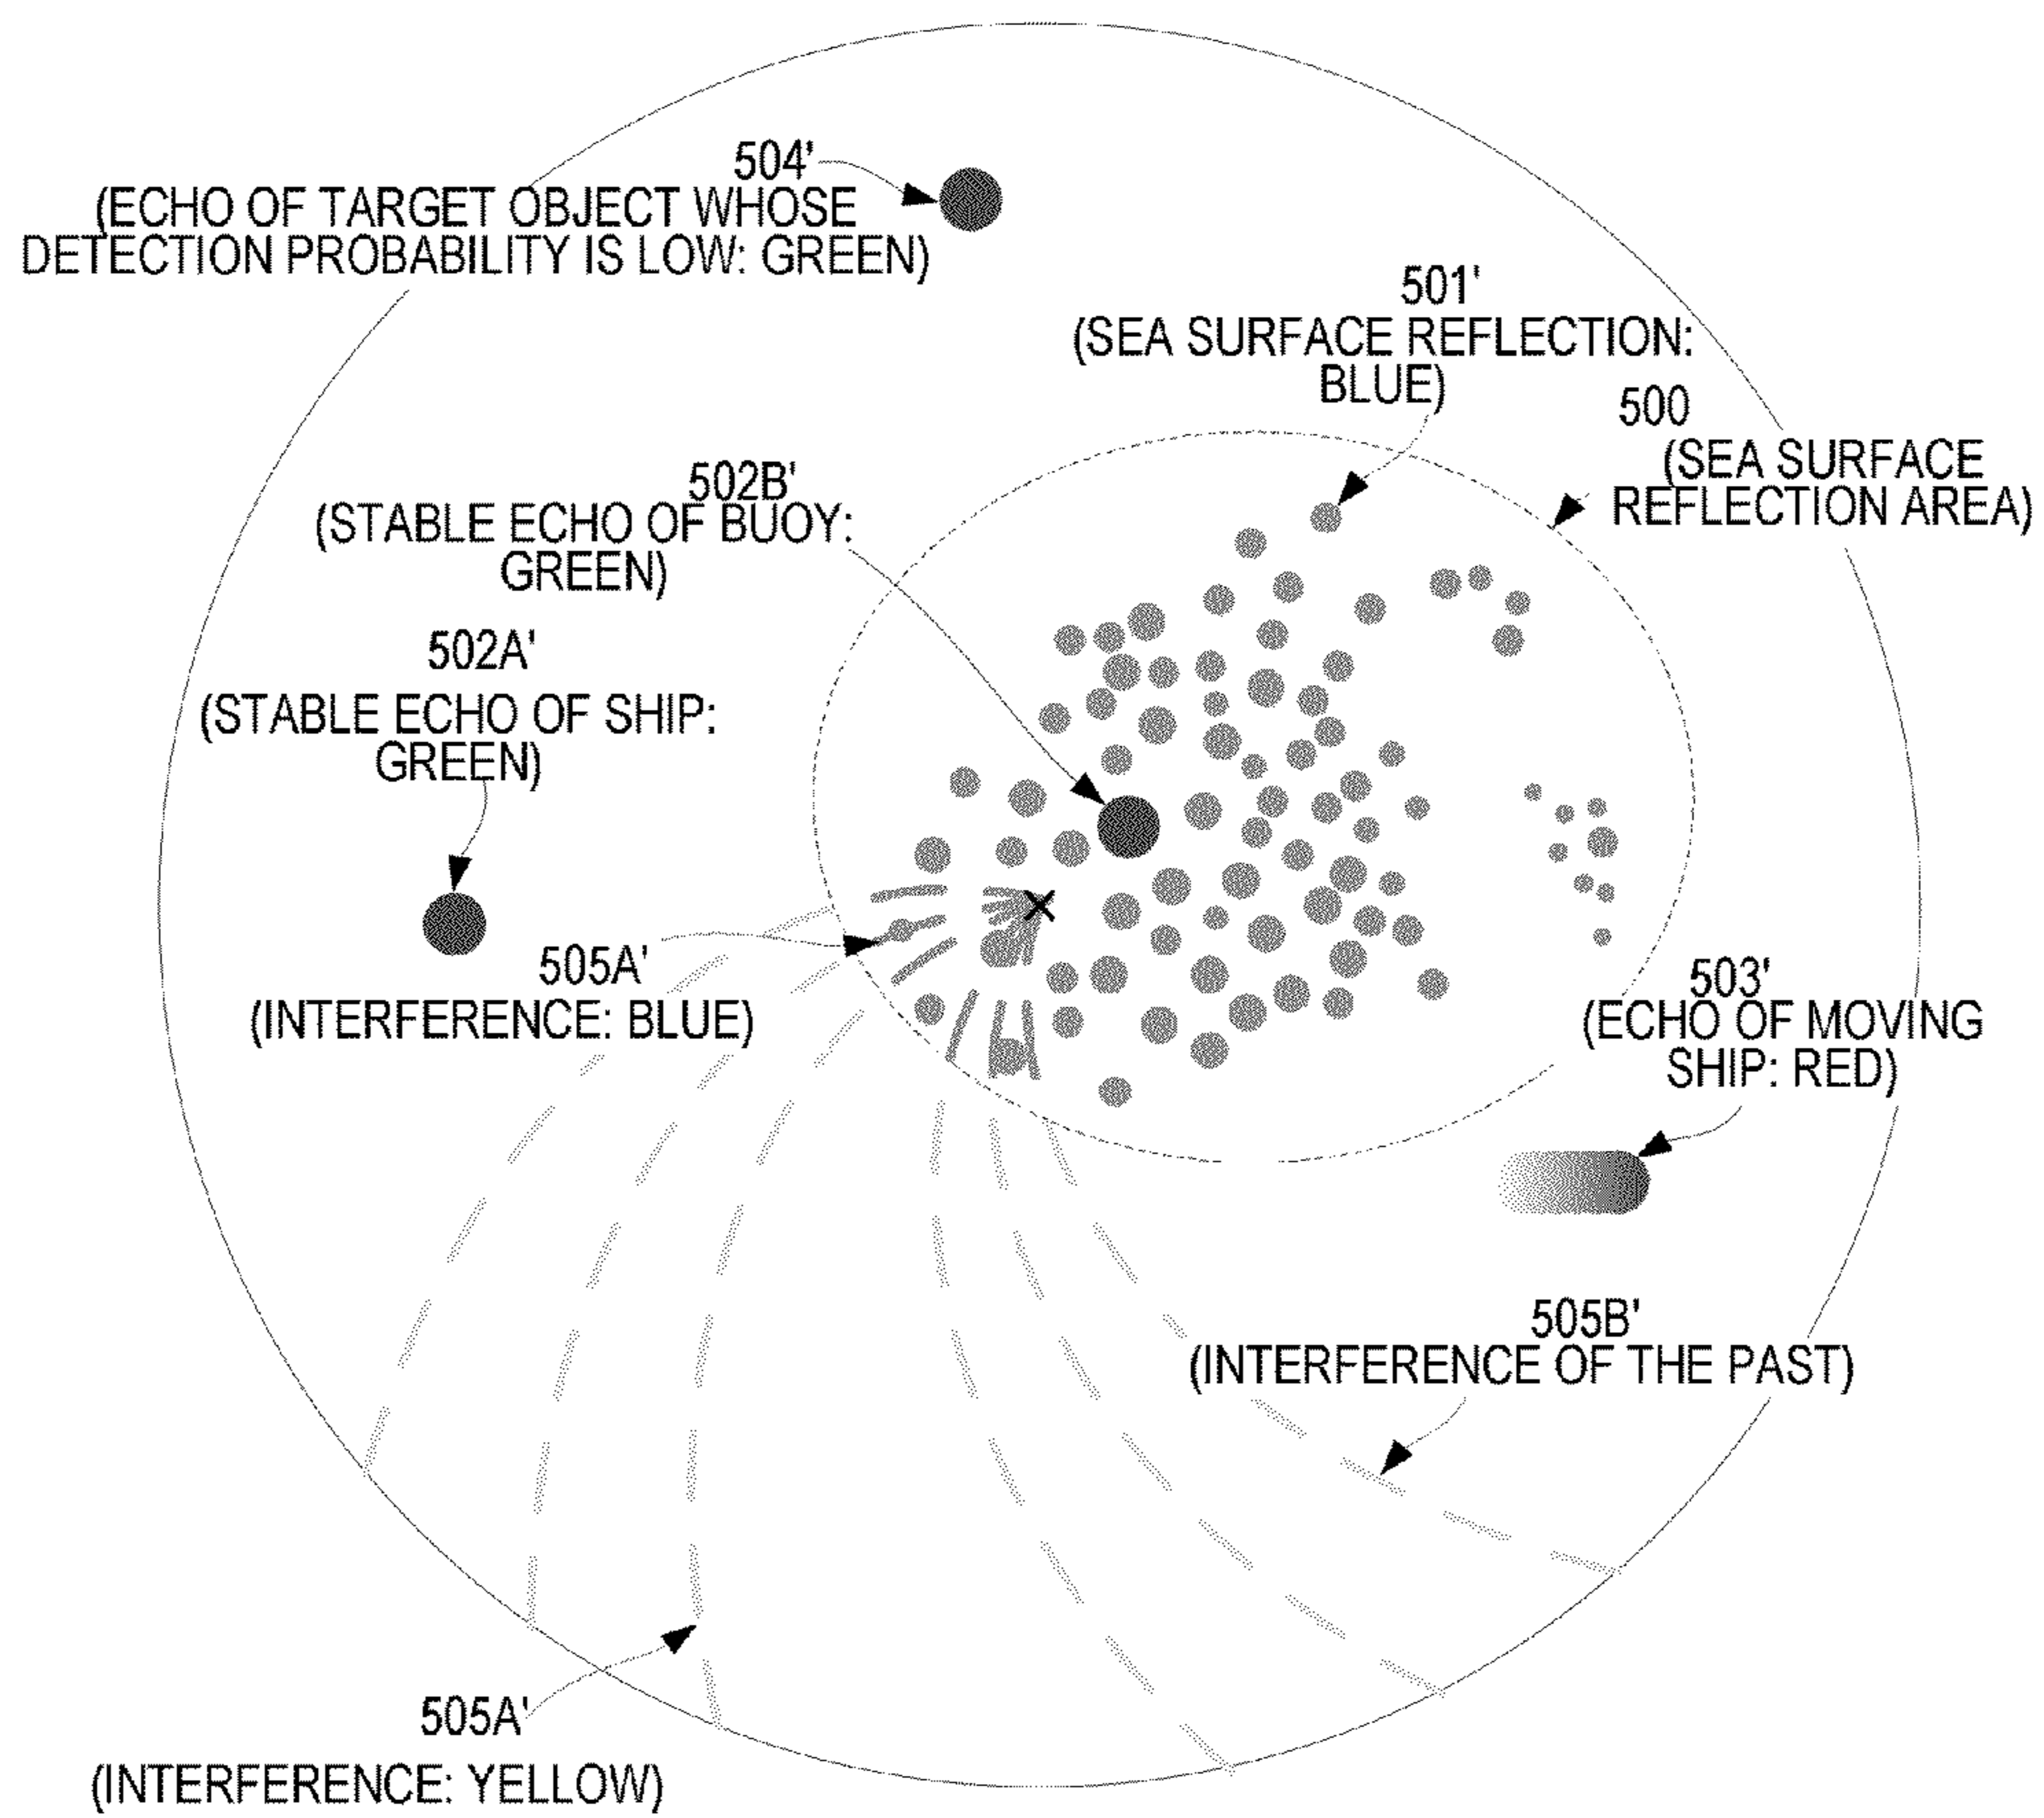 504'
(ECHO OF TARGET OBJECT WHOSE
DETECTION PROBABILITY IS LOW: GREEN)
501'
(SEA SURFACE REFLECTION:
BLUE)
500
(SEA SURFACE
REFLECTION AREA)
502B'
(STABLE ECHO OF BUOY:
GREEN)
502A'
(STABLE ECHO OF SHIP:
GREEN)
505A'
(INTERFERENCE: BLUE)
503'
(ECHO OF MOVING
SHIP: RED)
505B'
(INTERFERENCE OF THE PAST)
505A'
(INTERFERENCE: YELLOW)